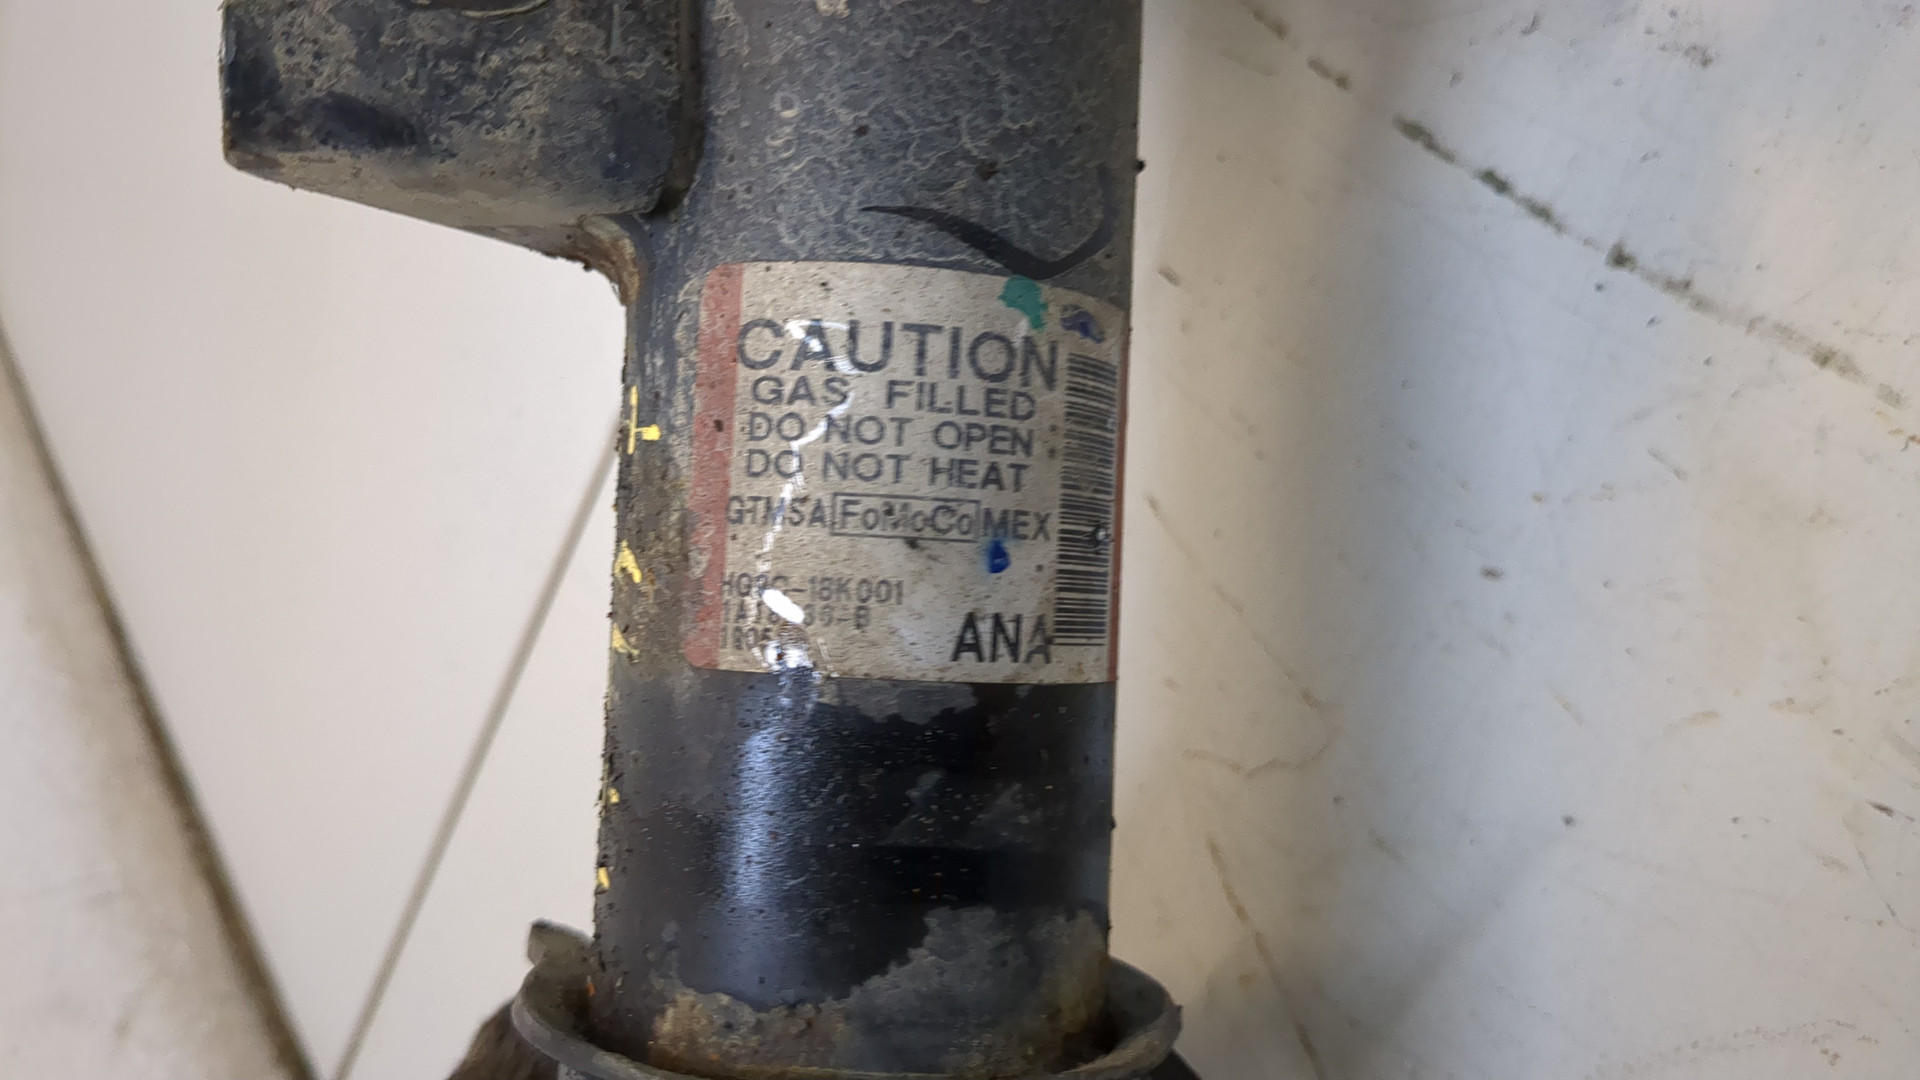 CAUTION
GAS FILLED
DO NOT OPEN
DO NOT HEAT
GTMSA FoMoCo MEX
ANA